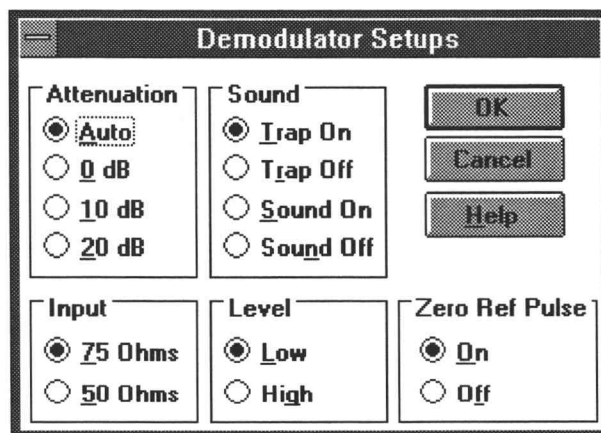 Demodulator Setups
Attenuation
Auto
0 dB
10 dB
20 dB
Sound
Trap On
Trap Off
Sound On
Sound Off
OK
Cancel
Help
Input
75 Ohms
50 Ohms
Level
Low
High
Zero Ref Pulse
On
Off